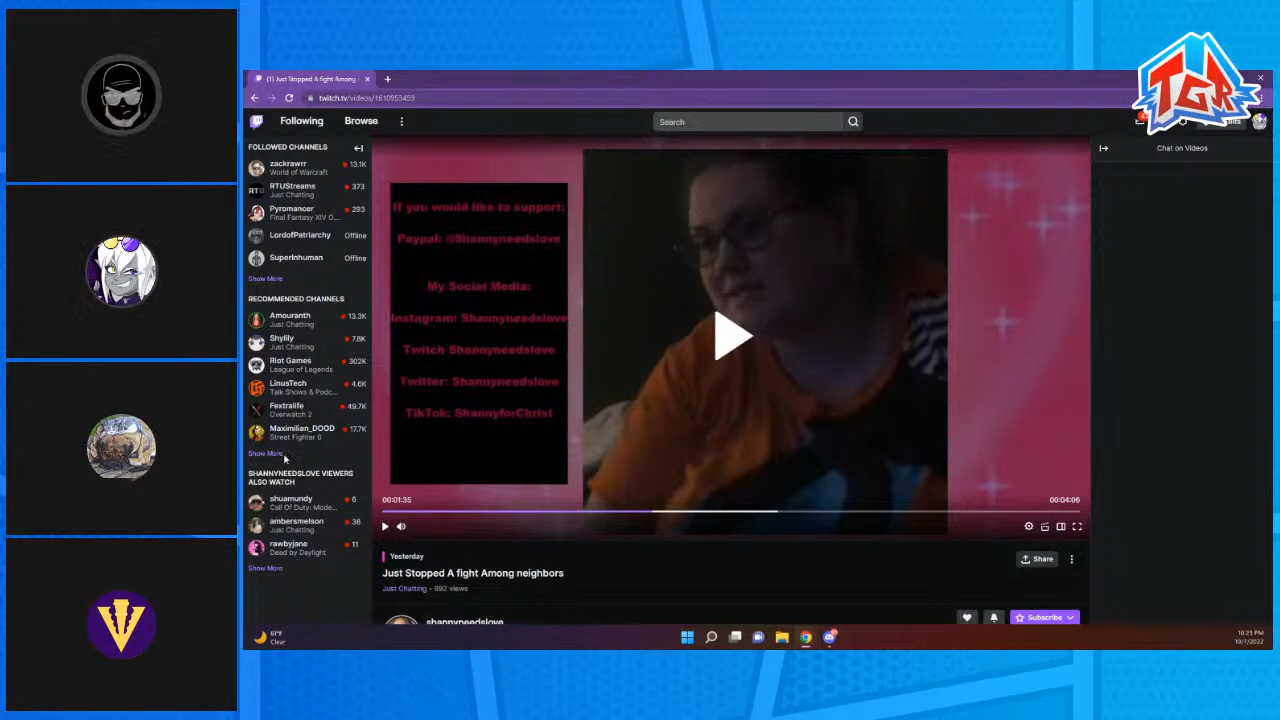 TGR
(1) Just Stopped A fight Among
twitch.tv/videos/1610953459
Following
Browse
Search
FOLLOWED CHANNELS
zackrawrr
13.1K
World of Warcraft
RTUStreams
373
Just Chatting
Pyromancer
293
Final Fantasy XIV O...
LordofPatriarchy
Offline
SuperInhuman
Offline
Show More
RECOMMENDED CHANNELS
Amouranth
13.3K
Just Chatting
Shylily
7.8K
Just Chatting
Riot Games
302K
League of Legends
LinusTech
4.6K
Talk Shows & Podc...
Fextralife
49.7K
Overwatch 2
Maximilian_DOOD
17.7K
Street Fighter 6
Show More
SHANNYNEEDSLOVE VIEWERS
ALSO WATCH
shuamundy
6
Call Of Duty: Mode...
ambersmelson
38
Just Chatting
rawbyjane
11
Dead by Daylight
Show More
If you would like to support:
Paypal: @Shannyneedslove
My Social Media:
Instagram: Shannyneedslove
Twitch Shannyneedslove
Twitter: Shannyneedslove
TikTok: ShannyforChrist
00:01:35
00:04:06
Yesterday
Just Stopped A fight Among neighbors
Just Chatting • 692 views
Share
shannyneedslove
Subscribe
Chat on Videos
61°F
Clear
10:23 PM
10/7/2022